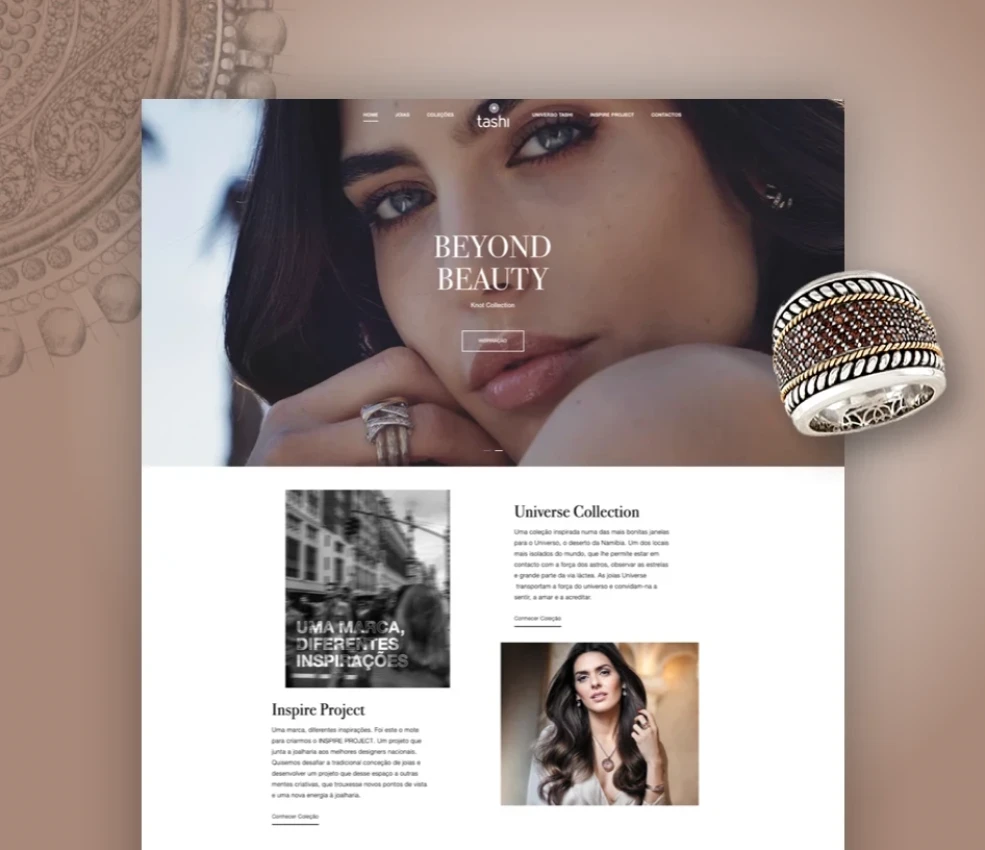 HOME JOIAS COLEÇÕES tashi UNIVERSO TASHI INSPIRE PROJECT CONTACTOS
BEYOND
BEAUTY
Knot Collection
INSPIRAÇÃO
UMA MARCA,
DIFERENTES
INSPIRAÇÕES
Universe Collection
Uma coleção inspirada numa das mais bonitas janelas
para o Universo, o deserto da Namíbia. Um dos locais
mais isolados do mundo, que lhe permite estar em
contacto com a força dos astros, observar as estrelas
e grande parte da via láctea. As joias Universe
transportam a força do universo e convidam-na a
sentir, a amar e a acreditar.
Conhecer Coleção
Inspire Project
Uma marca, diferentes inspirações. Foi este o mote
para criarmos o INSPIRE PROJECT. Um projeto que
junta a joalharia aos melhores designers nacionais.
Quisemos desafiar a tradicional conceção de joias e
desenvolver um projeto que desse espaço a outras
mentes criativas, que trouxesse novos pontos de vista
e uma nova energia à joalharia.
Conhecer Coleção